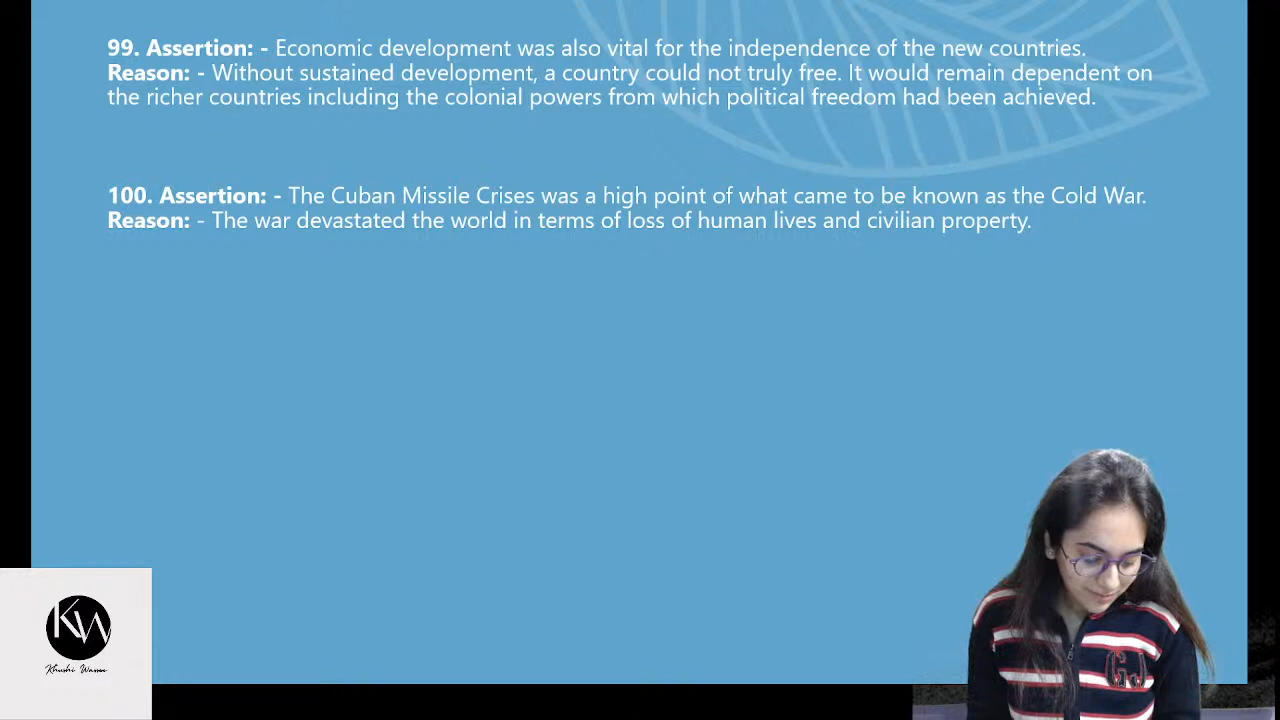 99. Assertion: - Economic development was also vital for the independence of the new countries.
Reason: - Without sustained development, a country could not truly free. It would remain dependent on
the richer countries including the colonial powers from which political freedom had been achieved.
100. Assertion: - The Cuban Missile Crises was a high point of what came to be known as the Cold War.
Reason: - The war devastated the world in terms of loss of human lives and civilian property.
KW
Khushi
GJ